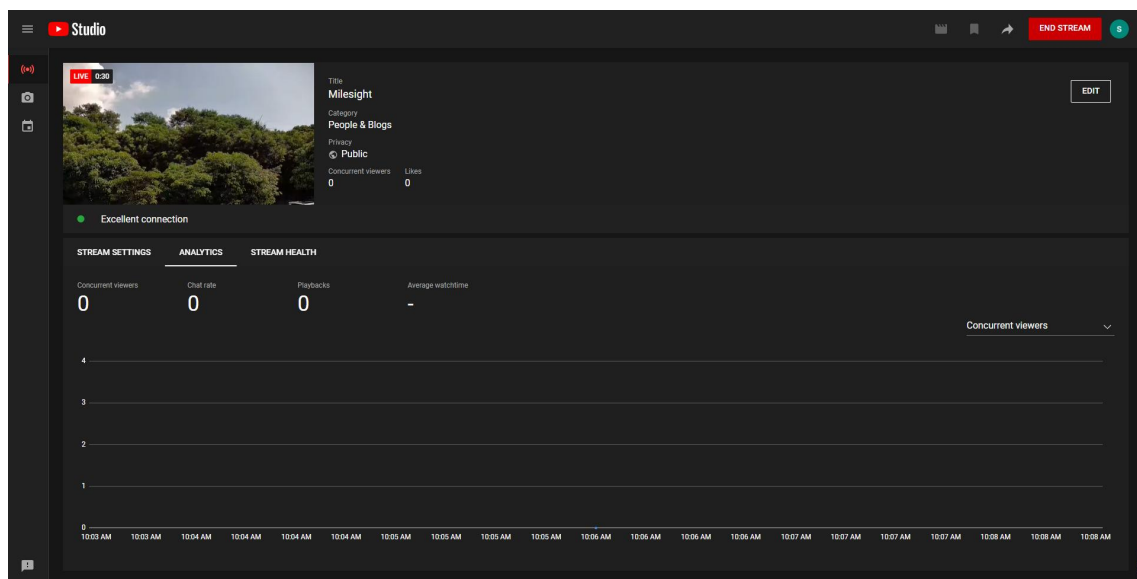 Studio
END STREAM
S
LIVE 0:30
Title
Milesight
EDIT
Category
People & Blogs
Privacy
Public
Concurrent viewers Likes
0 0
Excellent connection
STREAM SETTINGS ANALYTICS STREAM HEALTH
Concurrent viewers Chat rate Playbacks Average watchtime
0 0 0 -
Concurrent viewers
4
3
2
1
0
10:03 AM 10:03 AM 10:04 AM 10:04 AM 10:04 AM 10:04 AM 10:05 AM 10:05 AM 10:05 AM 10:05 AM 10:06 AM 10:06 AM 10:06 AM 10:06 AM 10:07 AM 10:07 AM 10:07 AM 10:07 AM 10:08 AM 10:08 AM 10:08 AM